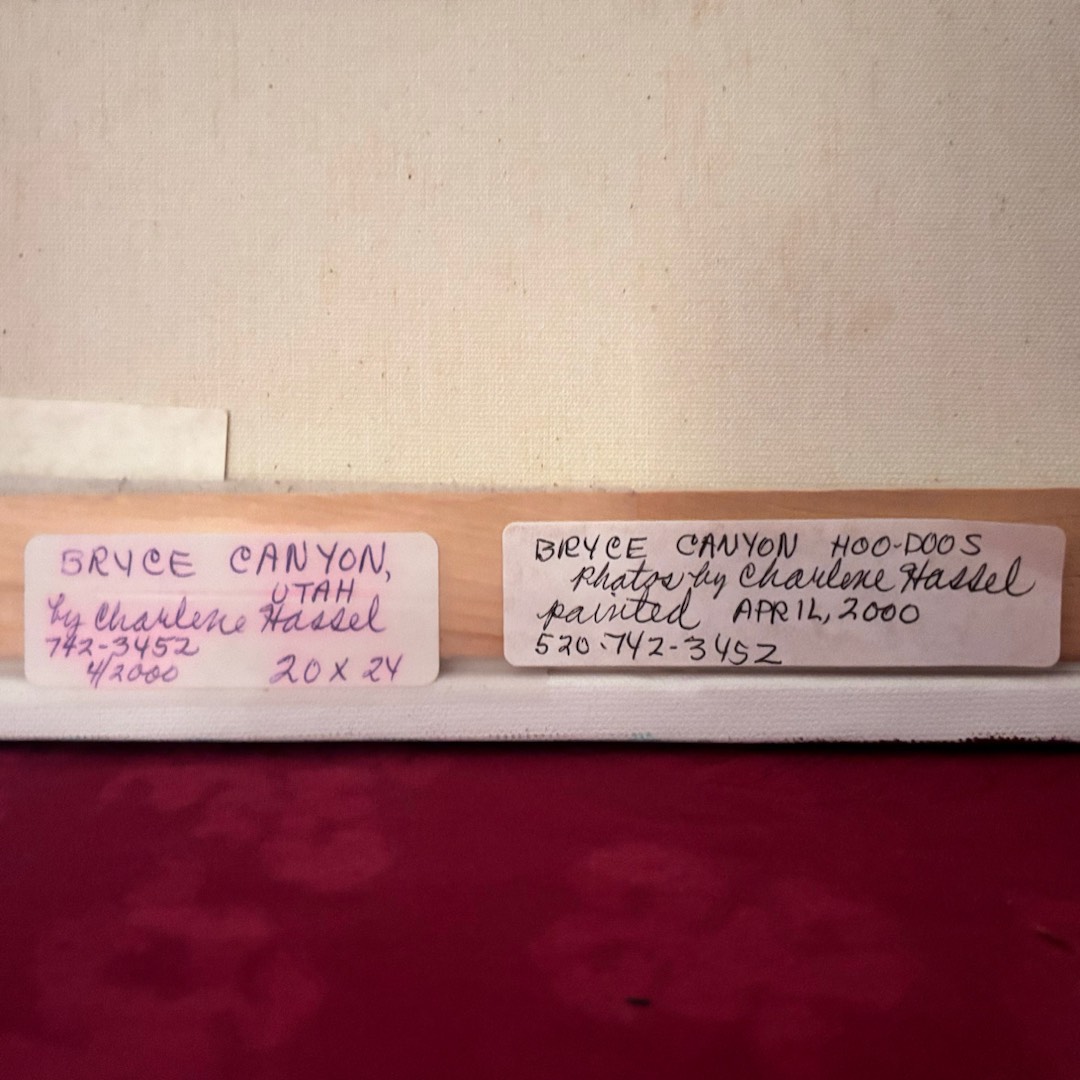 BRYCE CANYON,
UTAH
by Charlene Hassel
742-3452
4/2000 20 X 24
BRYCE CANYON HOO-DOOS
Photos by Charlene Hassel
painted APRIL, 2000
520-742-3452